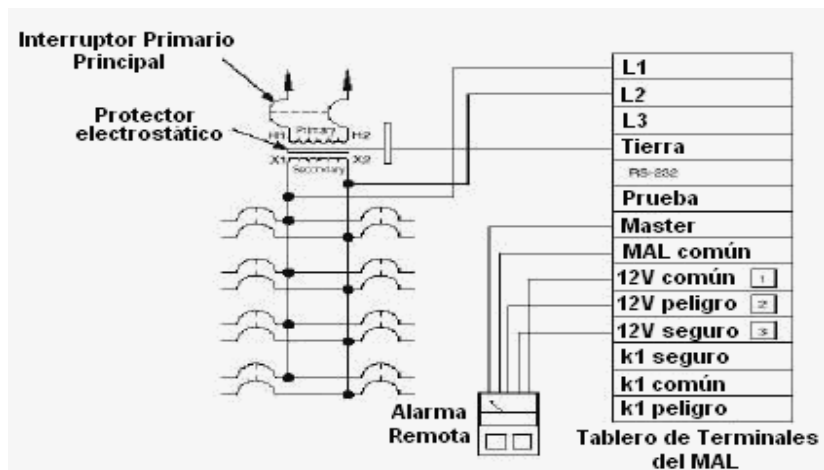 Interruptor Primario
Principal
Protector
electrostático
H1 Primary H2
X1 Secondary X2
L1
L2
L3
Tierra
RS-232
Prueba
Master
MAL común
12V común 1
12V peligro 2
12V seguro 3
k1 seguro
k1 común
k1 peligro
Alarma
Remota
Tablero de Terminales
del MAL